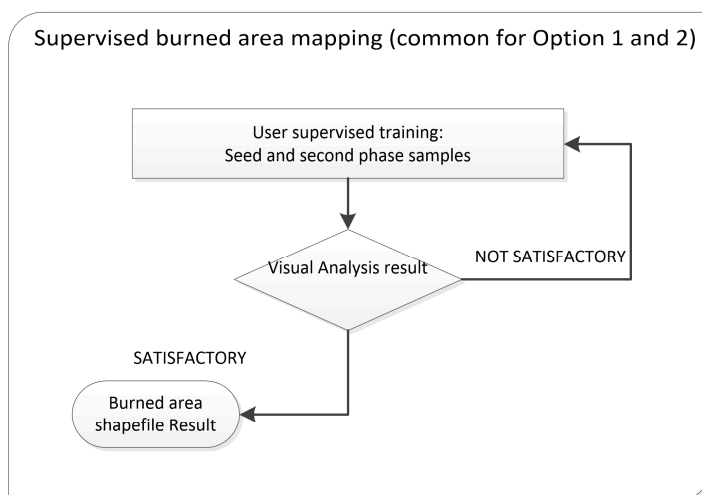 Supervised burned area mapping (common for Option 1 and 2)
User supervised training:
Seed and second phase samples
Visual Analysis result
NOT SATISFACTORY
SATISFACTORY
Burned area
shapefile Result